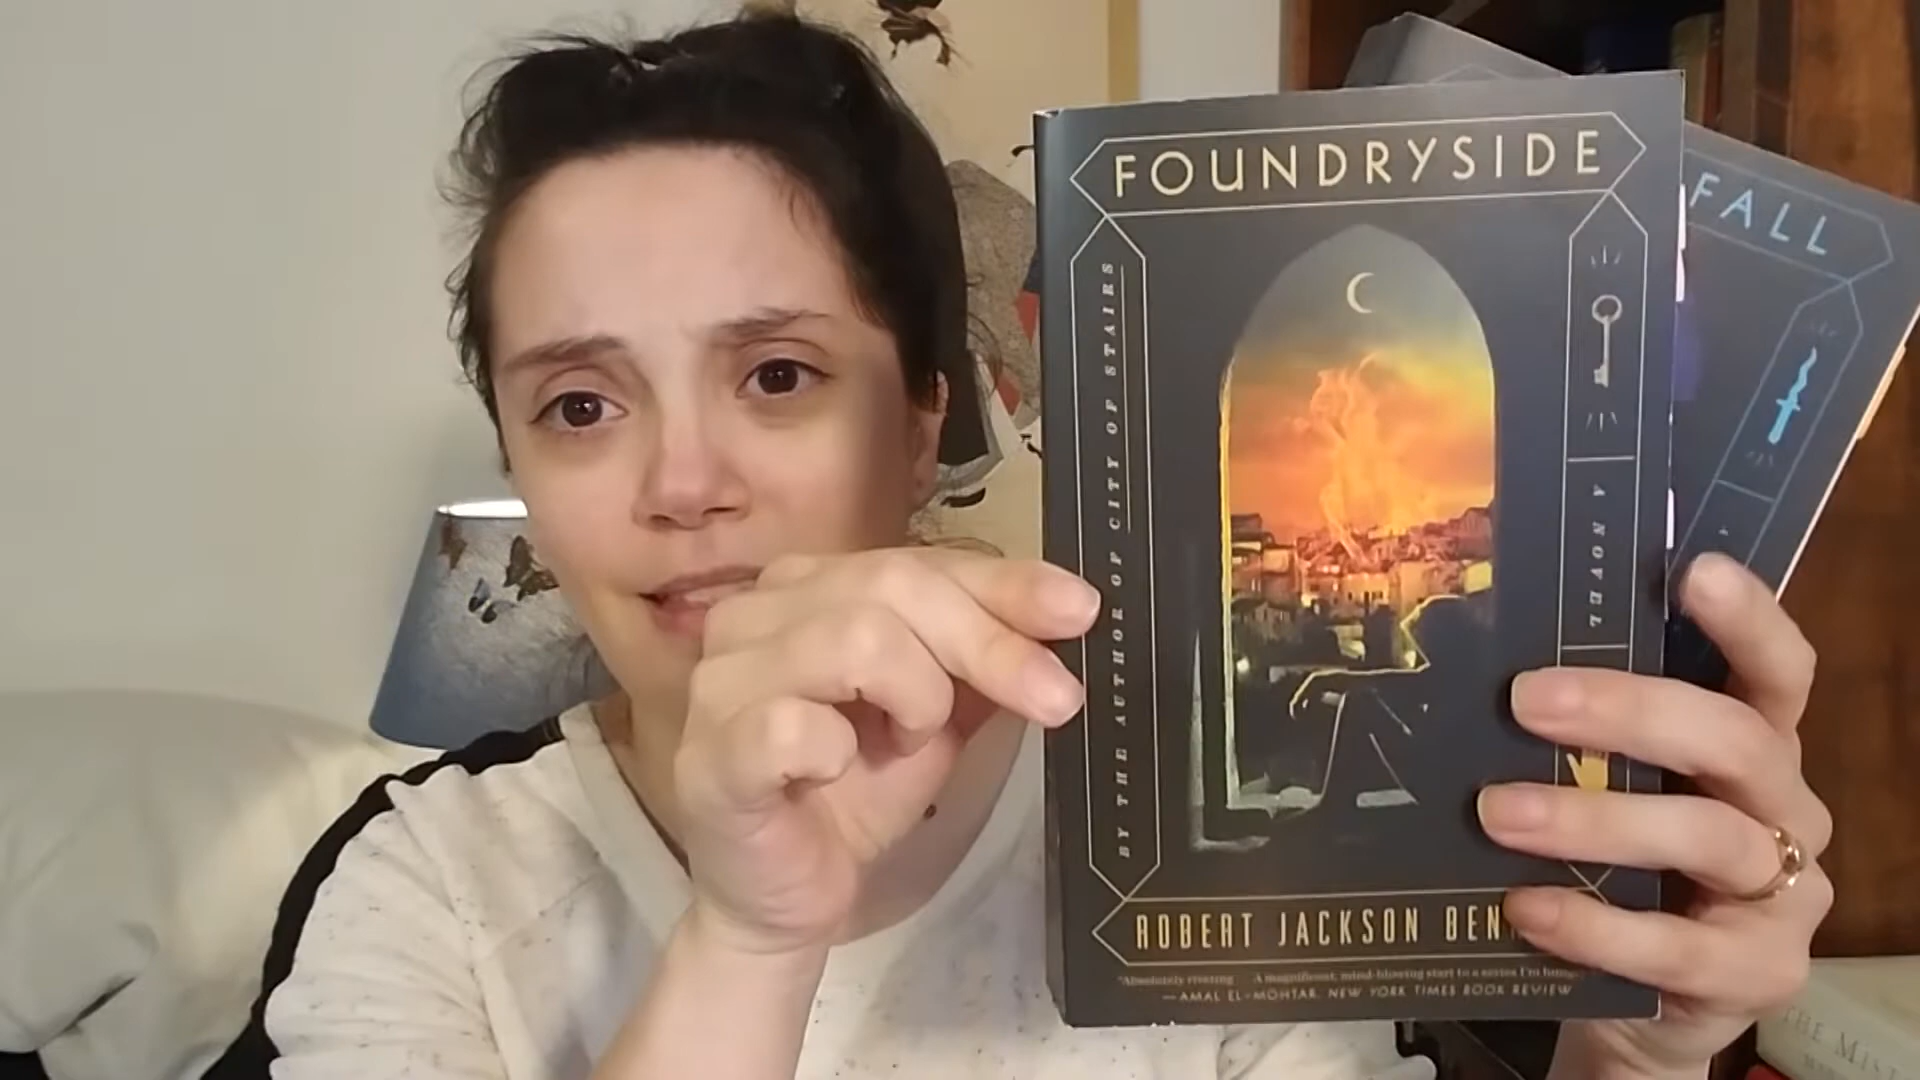 FOUNDRYSIDE
BY THE AUTHOR OF CITY OF STAIRS
A NOVEL
ROBERT JACKSON BEN
"Absolutely riveting A magnificent, mind-blowing start to a series I'm
—AMAL EL-MOHTAR, NEW YORK TIMES BOOK REVIEW
FALL
THE MIST